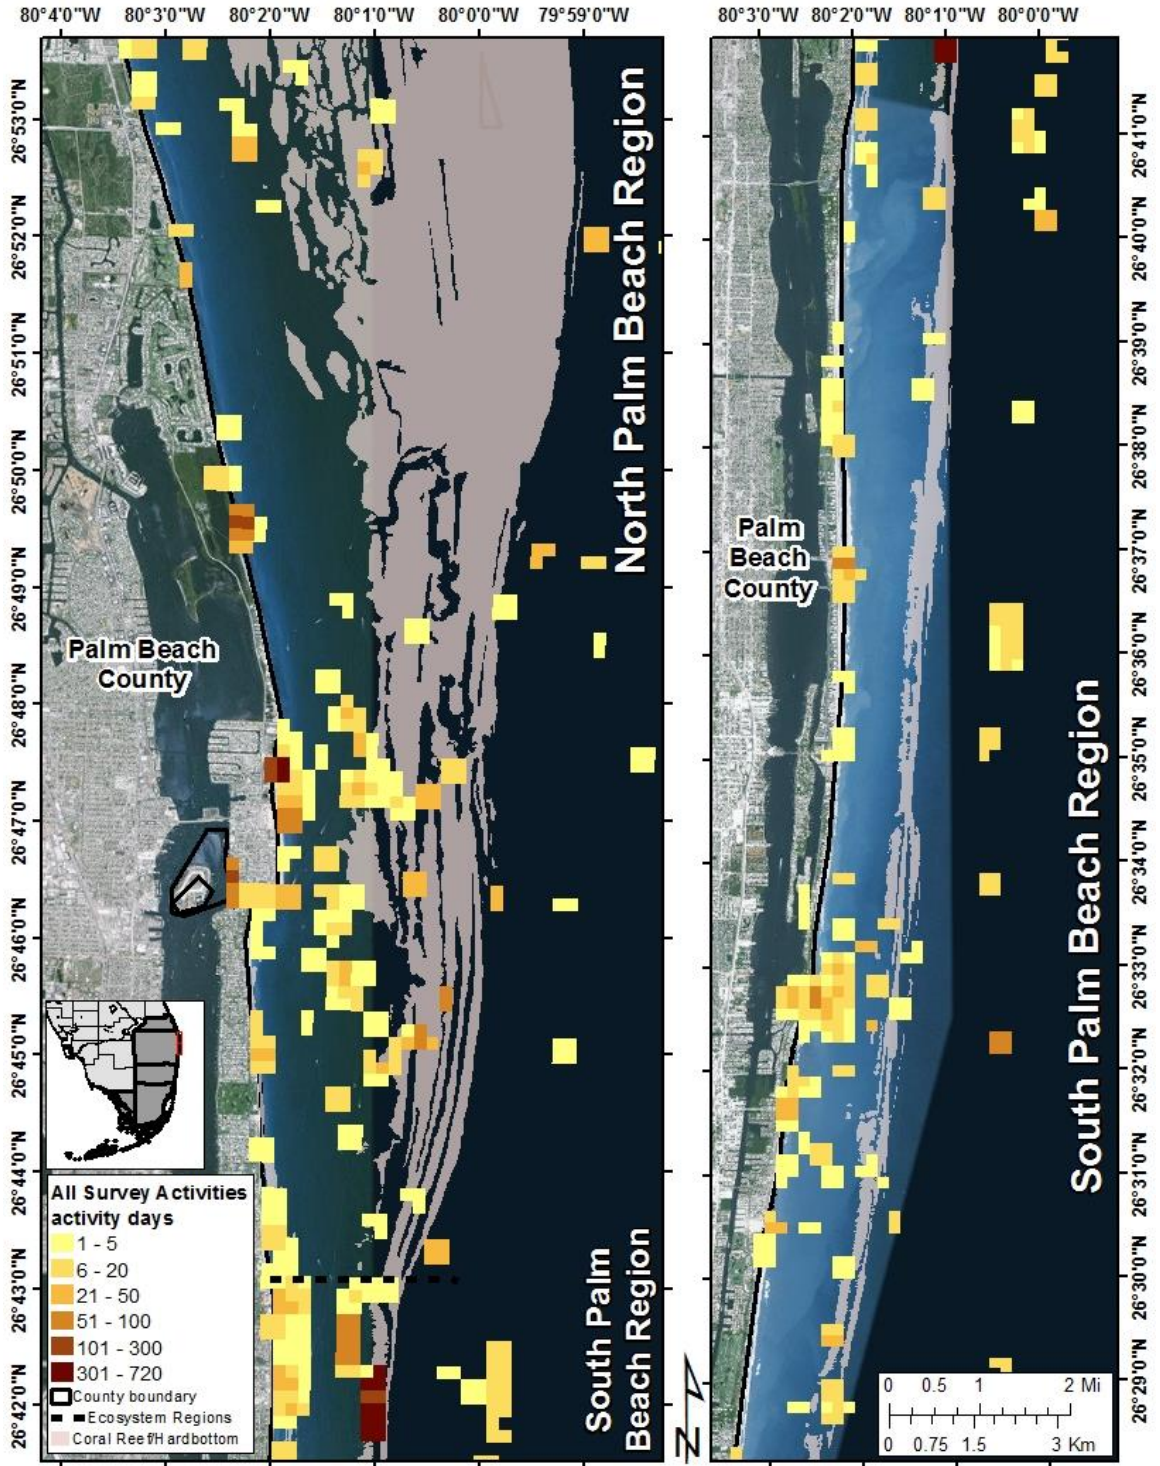 80°4'0"W 80°3'0"W 80°2'0"W 80°1'0"W 80°0'0"W 79°59'0"W
80°3'0"W 80°2'0"W 80°1'0"W 80°0'0"W
26°53'0"N
26°52'0"N
26°51'0"N
26°50'0"N
26°49'0"N
26°48'0"N
26°47'0"N
26°46'0"N
26°45'0"N
26°44'0"N
26°43'0"N
26°42'0"N
North Palm Beach Region
Palm Beach
County
South Palm
Beach Region
All Survey Activities
activity days
1 - 5
6 - 20
21 - 50
51 - 100
101 - 300
301 - 720
County boundary
Ecosystem Regions
Coral Reef/Hardbottom
N
Palm
Beach
County
South Palm Beach Region
0 0.5 1 2 Mi
0 0.75 1.5 3 Km
26°41'0"N
26°40'0"N
26°39'0"N
26°38'0"N
26°37'0"N
26°36'0"N
26°35'0"N
26°34'0"N
26°33'0"N
26°32'0"N
26°31'0"N
26°30'0"N
26°29'0"N